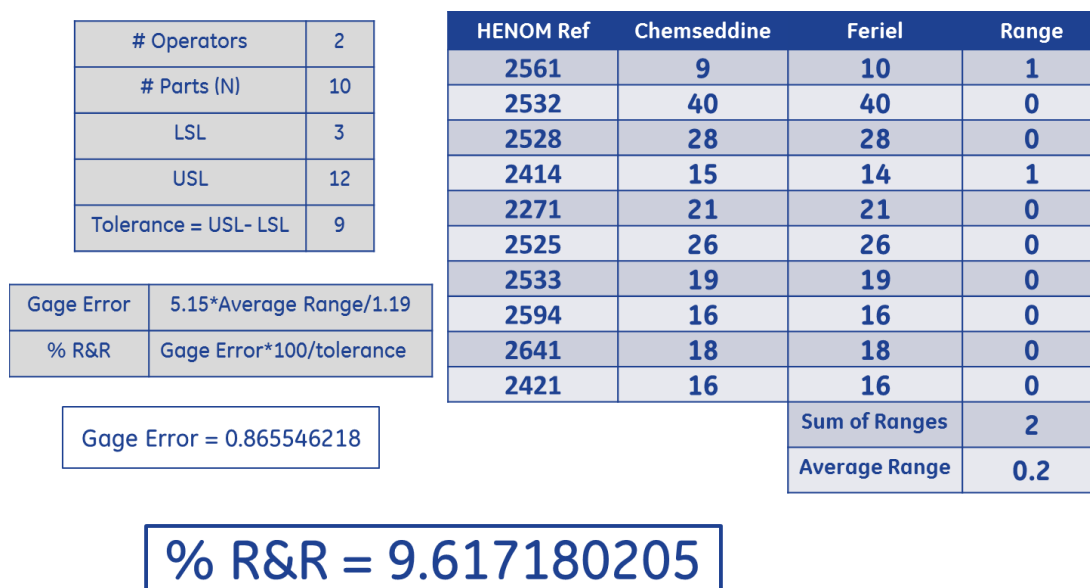 # Operators 2
# Parts (N) 10
LSL 3
USL 12
Tolerance = USL- LSL 9
Gage Error 5.15*Average Range/1.19
% R&R Gage Error*100/tolerance
Gage Error = 0.865546218
HENOM Ref Chemseddine Feriel Range
2561 9 10 1
2532 40 40 0
2528 28 28 0
2414 15 14 1
2271 21 21 0
2525 26 26 0
2533 19 19 0
2594 16 16 0
2641 18 18 0
2421 16 16 0
Sum of Ranges 2
Average Range 0.2
% R&R = 9.617180205